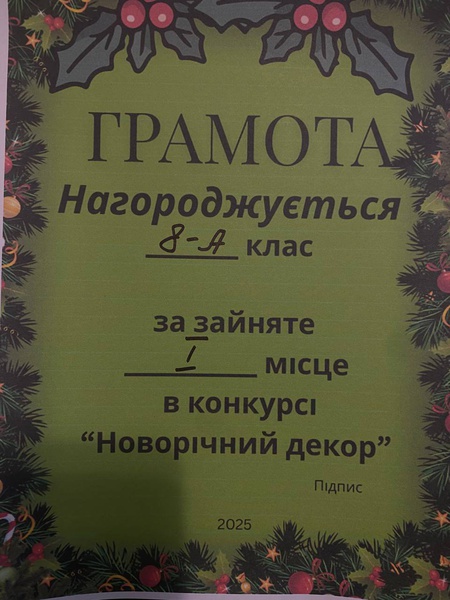 ГРАМОТА
Нагороджується
8-А клас
за зайняте
I місце
в конкурсі
“Новорічний декор”
Підпис
2025